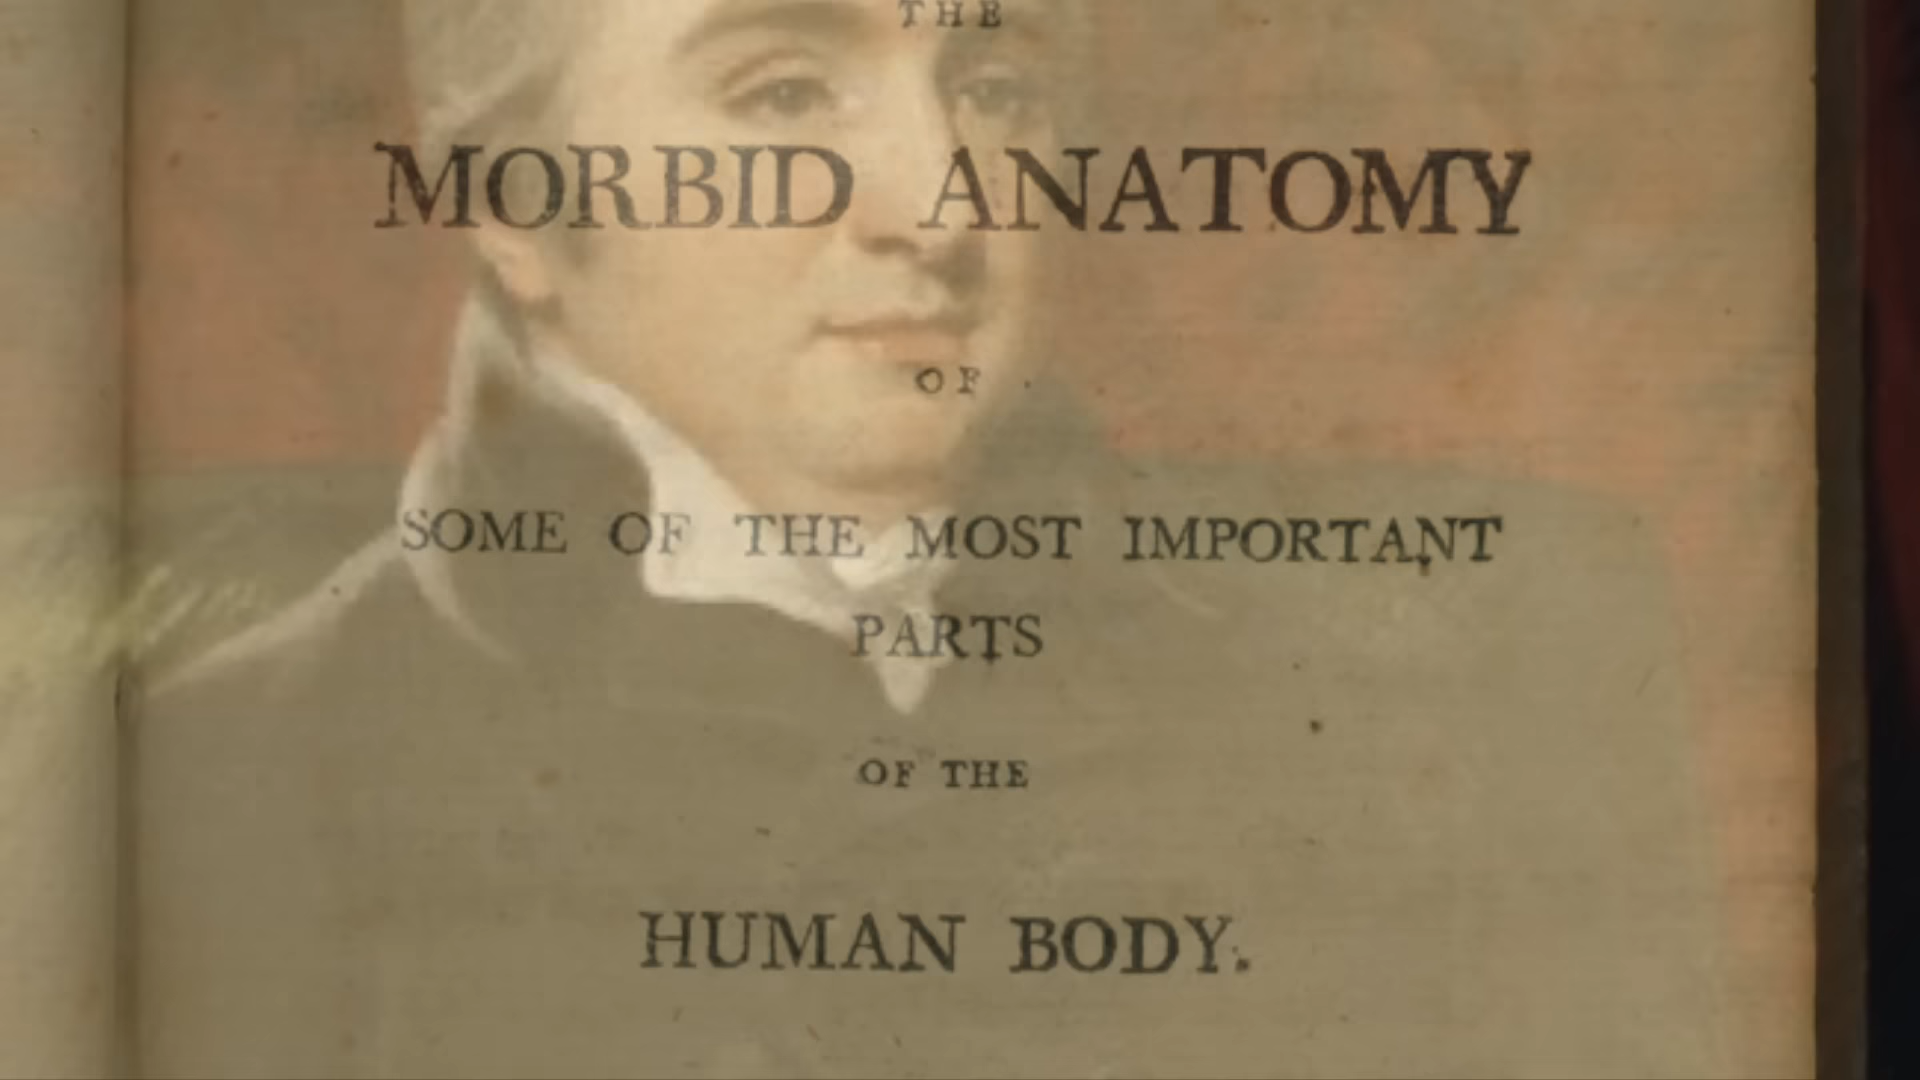 THE
MORBID ANATOMY
OF
SOME OF THE MOST IMPORTANT
PARTS
OF THE
HUMAN BODY.